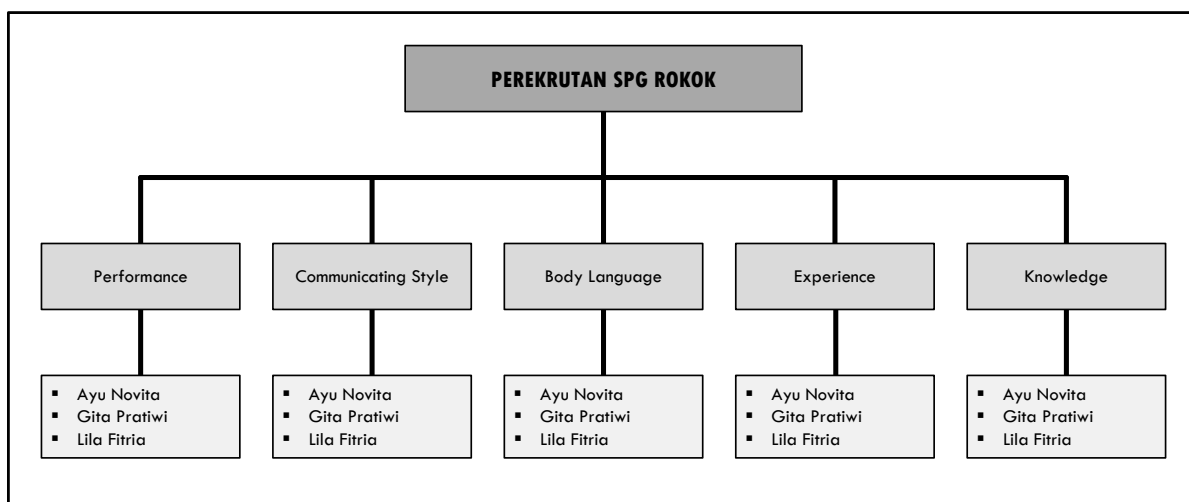 PEREKRUTAN SPG ROKOK
Performance
Communicating Style
Body Language
Experience
Knowledge
▪ Ayu Novita
▪ Gita Pratiwi
▪ Lila Fitria
▪ Ayu Novita
▪ Gita Pratiwi
▪ Lila Fitria
▪ Ayu Novita
▪ Gita Pratiwi
▪ Lila Fitria
▪ Ayu Novita
▪ Gita Pratiwi
▪ Lila Fitria
▪ Ayu Novita
▪ Gita Pratiwi
▪ Lila Fitria